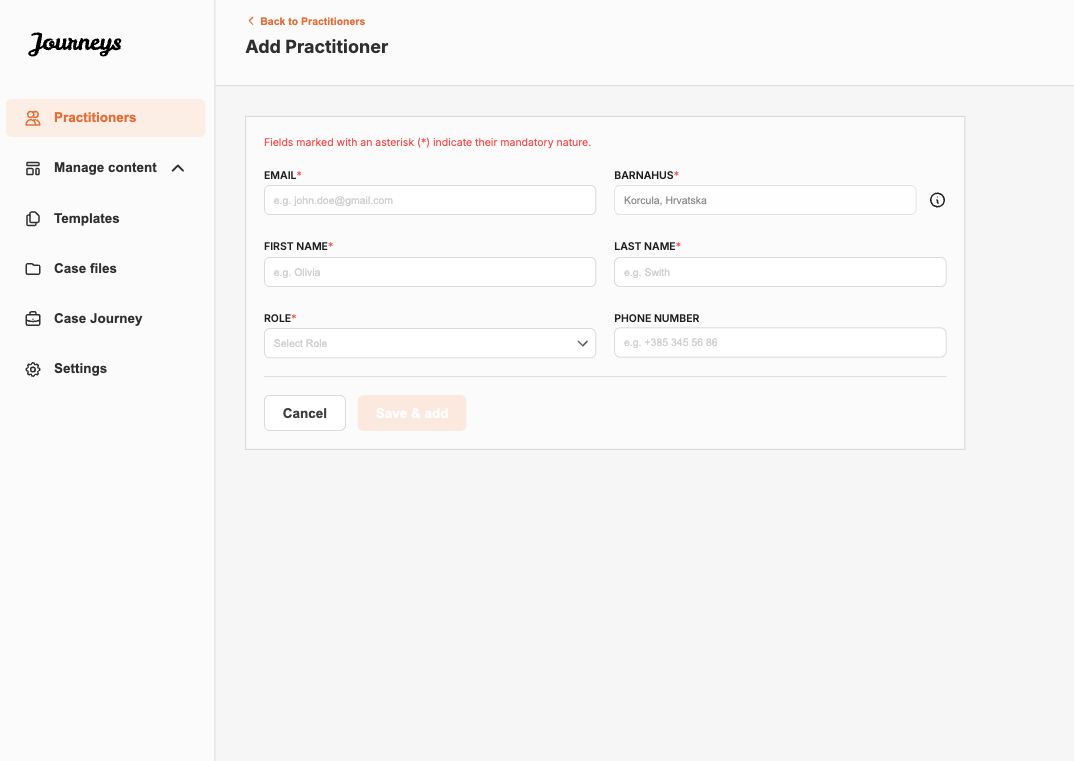 Journeys
Practitioners
Manage content
Templates
Case files
Case Journey
Settings
Back to Practitioners
Add Practitioner
Fields marked with an asterisk (*) indicate their mandatory nature.
EMAIL*
e.g. john.doe@gmail.com
BARNAHUS*
Korcula, Hrvatska
FIRST NAME*
e.g. Olivia
LAST NAME*
e.g. Swith
ROLE*
Select Role
PHONE NUMBER
e.g. +385 345 56 86
Cancel
Save & add